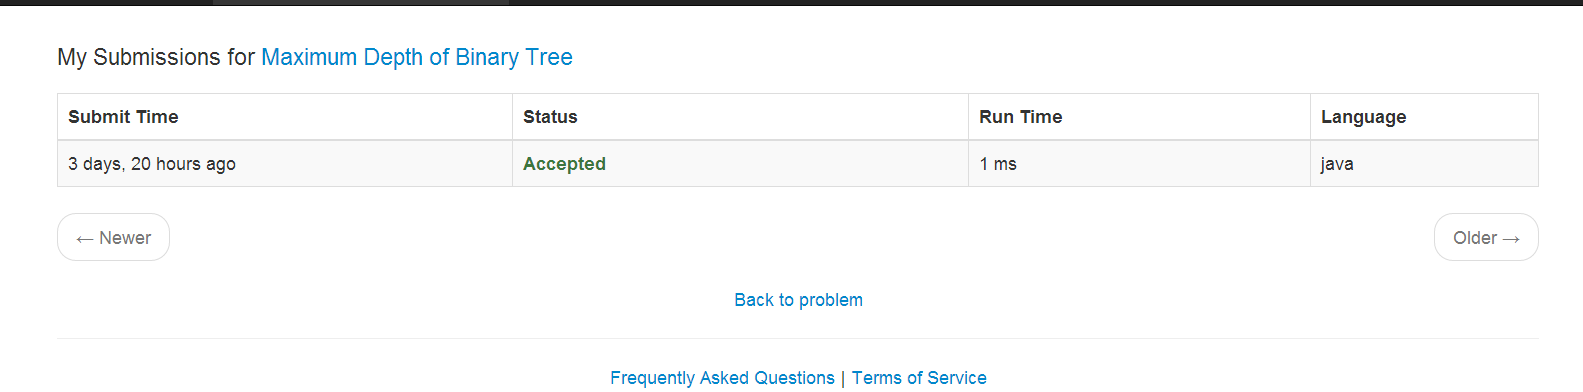 My Submissions for Maximum Depth of Binary Tree
Submit Time Status Run Time Language
3 days, 20 hours ago Accepted 1 ms java
← Newer Older →
Back to problem
Frequently Asked Questions | Terms of Service